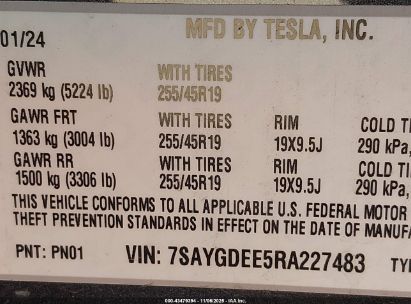 MFD BY TESLA, INC.
01/24
GVWR WITH TIRES
2369 kg (5224 lb) 255/45R19
GAWR FRT WITH TIRES RIM COLD TI
1363 kg (3004 lb) 255/45R19 19X9.5J 290 kPa,
GAWR RR WITH TIRES RIM COLD TI
1500 kg (3306 lb) 255/45R19 19X9.5J 290 kPa,
THIS VEHICLE CONFORMS TO ALL APPLICABLE U.S. FEDERAL MOTOR
THEFT PREVENTION STANDARDS IN EFFECT ON THE DATE OF MANUFA
PNT: PN01 VIN: 7SAYGDEE5RA227483 TYP